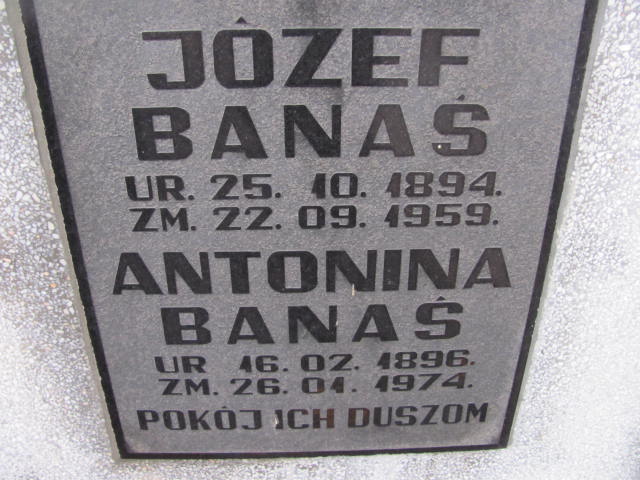 JÓZEF
BANAŚ
UR. 25. 10. 1894.
ZM. 22. 09. 1959.
ANTONINA
BANAŚ
UR 16. 02. 1896.
ZM. 26. 01. 1974.
POKÓJ ICH DUSZOM